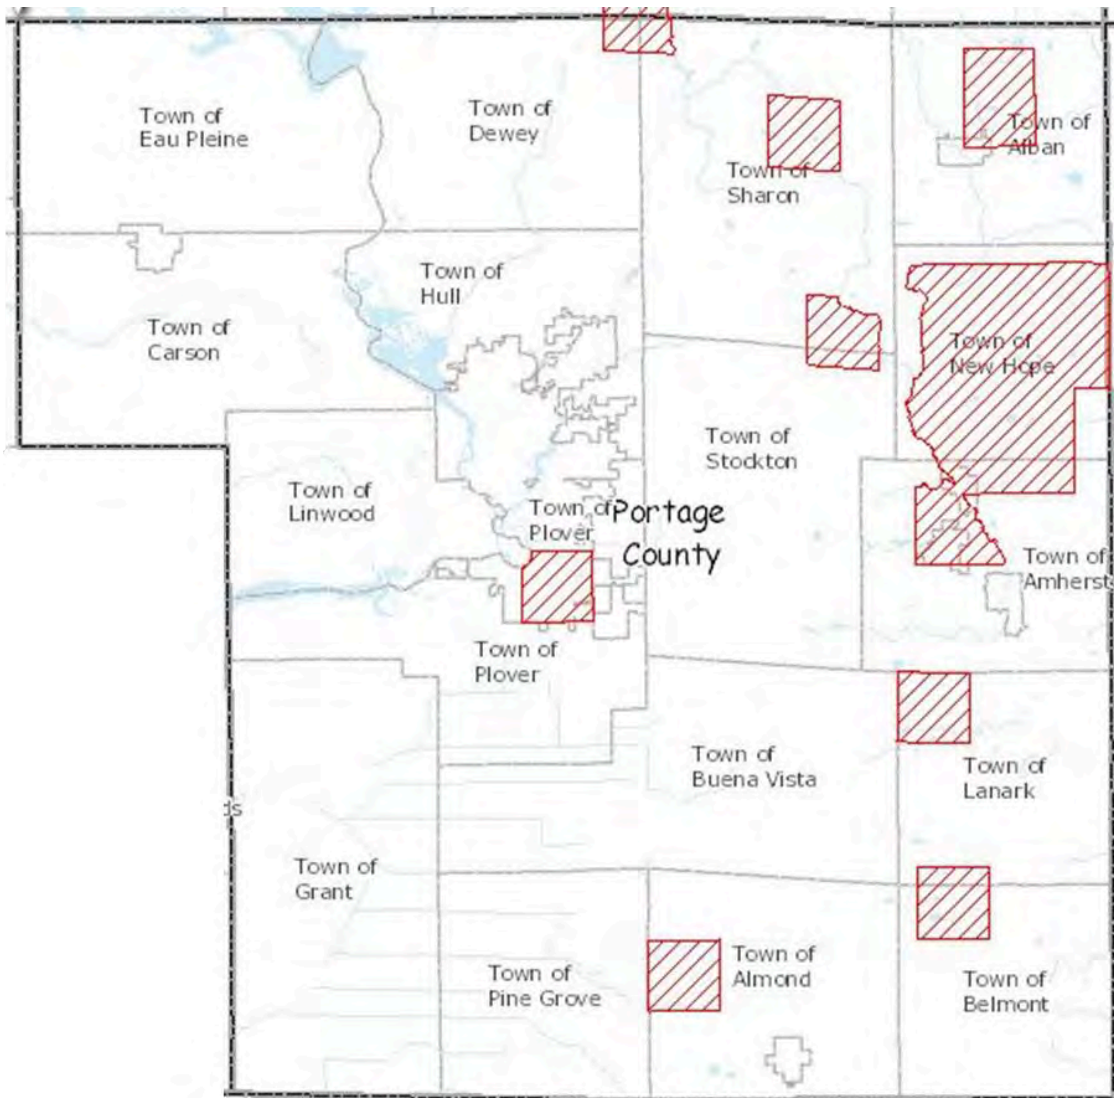 Town of
Eau Pleine
Town of
Dewey
Town of
Sharon
Town of
Alban
Town of
Hull
Town of
Carson
Town of
New Hope
Town of
Stockton
Town of
Linwood
Town of
Plover
Portage
County
Town of
Amherst
Town of
Plover
Town of
Buena Vista
Town of
Lanark
ds
Town of
Grant
Town of
Pine Grove
Town of
Almond
Town of
Belmont